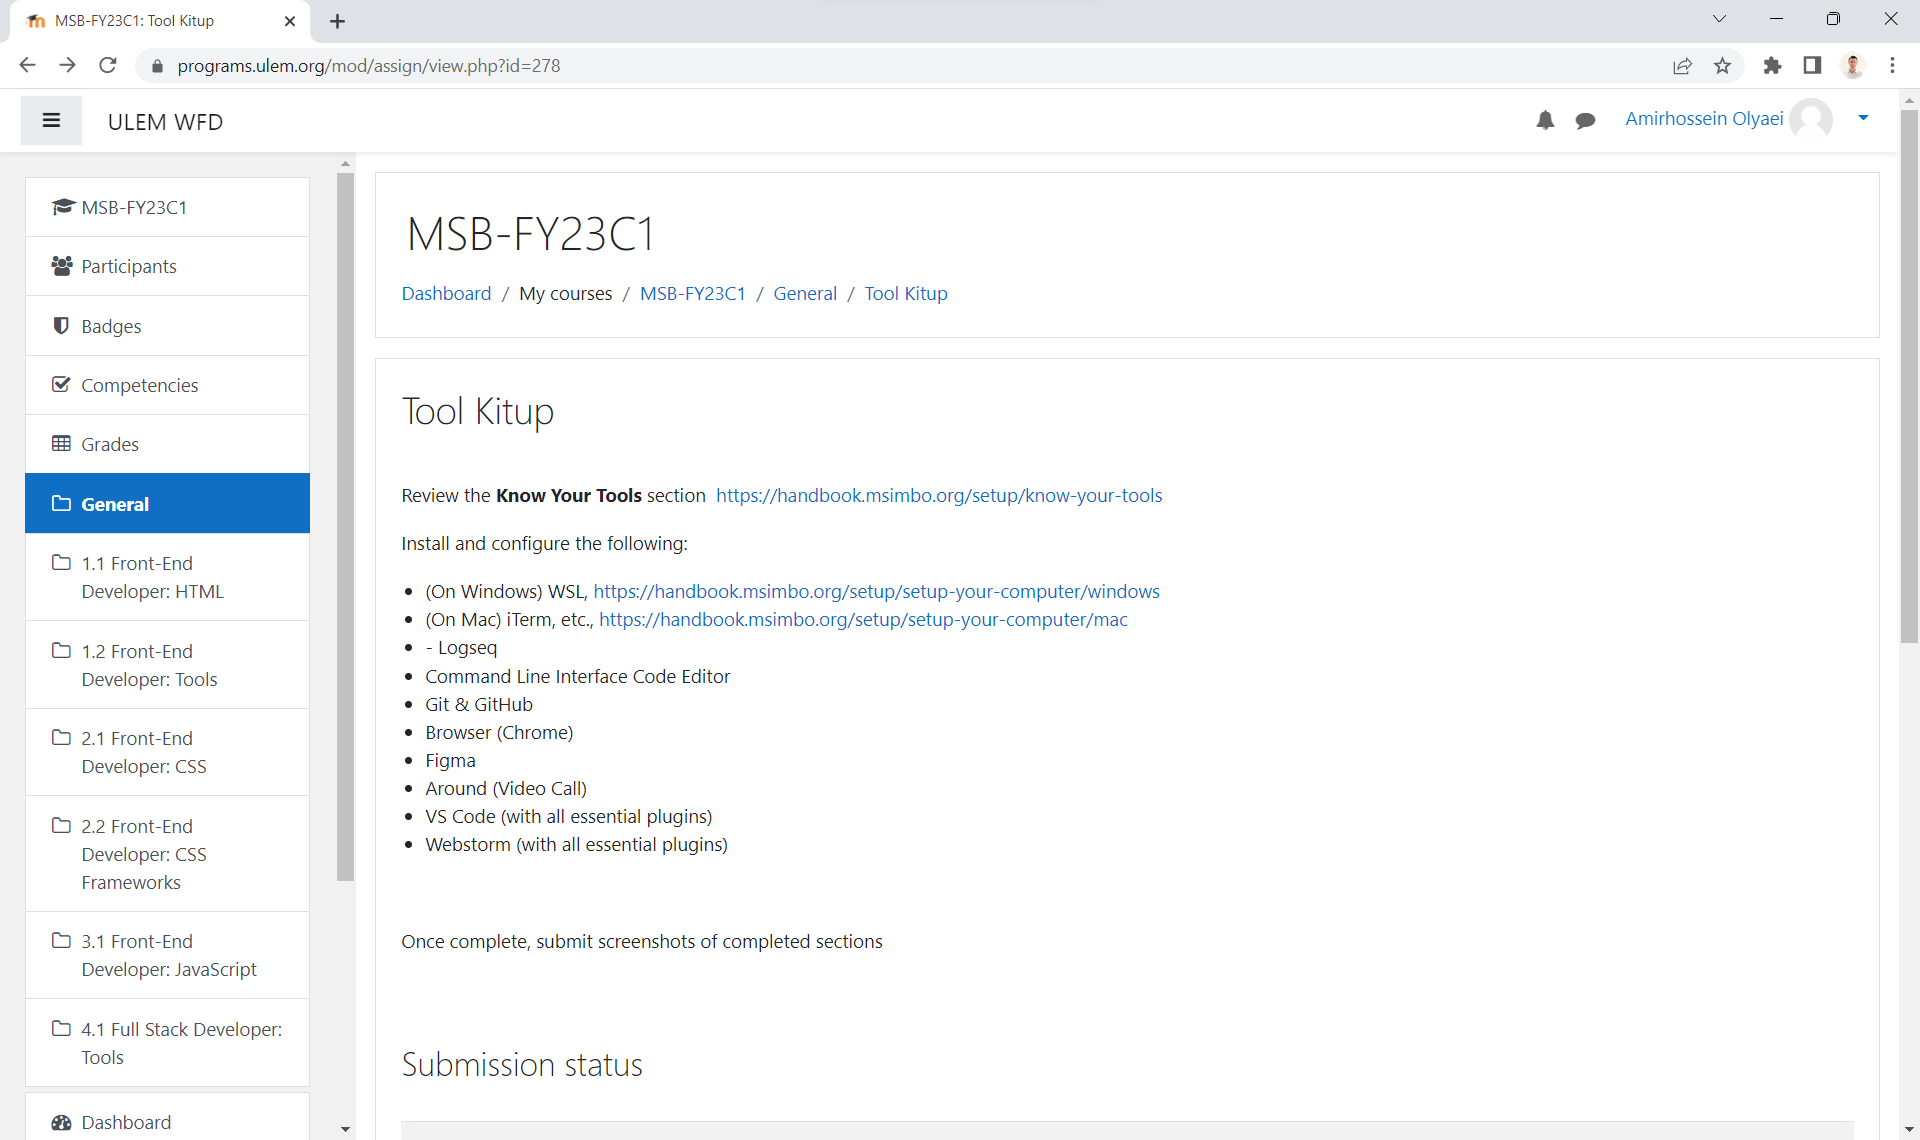 MSB-FY23C1: Tool Kitup
programs.ulem.org/mod/assign/view.php?id=278
ULEM WFD
Amirhossein Olyaei
MSB-FY23C1
Participants
Badges
Competencies
Grades
General
1.1 Front-End
Developer: HTML
1.2 Front-End
Developer: Tools
2.1 Front-End
Developer: CSS
2.2 Front-End
Developer: CSS
Frameworks
3.1 Front-End
Developer: JavaScript
4.1 Full Stack Developer:
Tools
Dashboard
MSB-FY23C1
Dashboard / My courses / MSB-FY23C1 / General / Tool Kitup
Tool Kitup
Review the Know Your Tools section https://handbook.msimbo.org/setup/know-your-tools
Install and configure the following:
• (On Windows) WSL, https://handbook.msimbo.org/setup/setup-your-computer/windows
• (On Mac) iTerm, etc., https://handbook.msimbo.org/setup/setup-your-computer/mac
• - Logseq
• Command Line Interface Code Editor
• Git & GitHub
• Browser (Chrome)
• Figma
• Around (Video Call)
• VS Code (with all essential plugins)
• Webstorm (with all essential plugins)
Once complete, submit screenshots of completed sections
Submission status